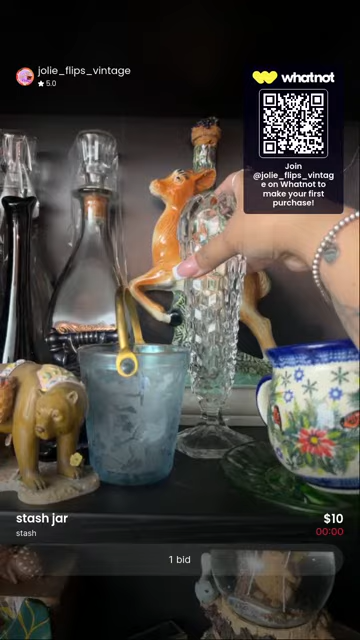 jolie_flips_vintage
★ 5.0
whatnot
Join
@jolie_flips_vintag
e on Whatnot to
make your first
purchase!
stash jar
$10
stash
00:00
1 bid